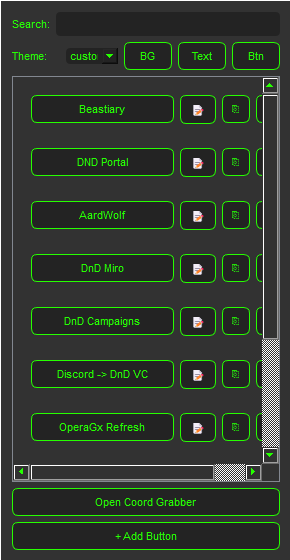 Search:
Theme: custo BG Text Btn
Beastiary
DND Portal
AardWolf
DnD Miro
DnD Campaigns
Discord -> DnD VC
OperaGx Refresh
Open Coord Grabber
+ Add Button